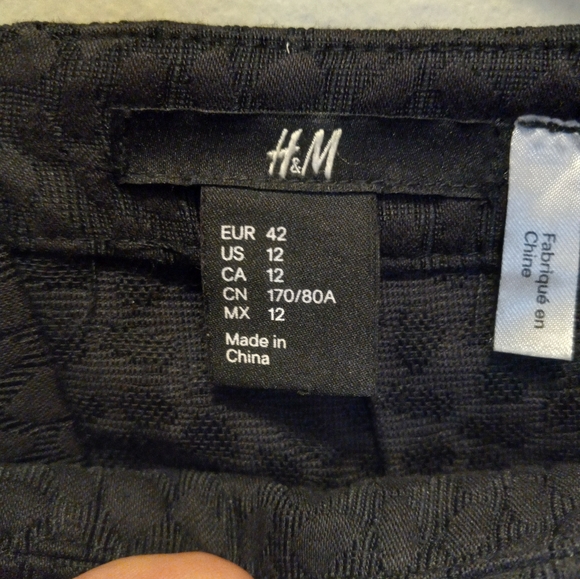 H&M
EUR 42
US 12
CA 12
CN 170/80A
MX 12
Made in
China
Fabriqué en
Chine